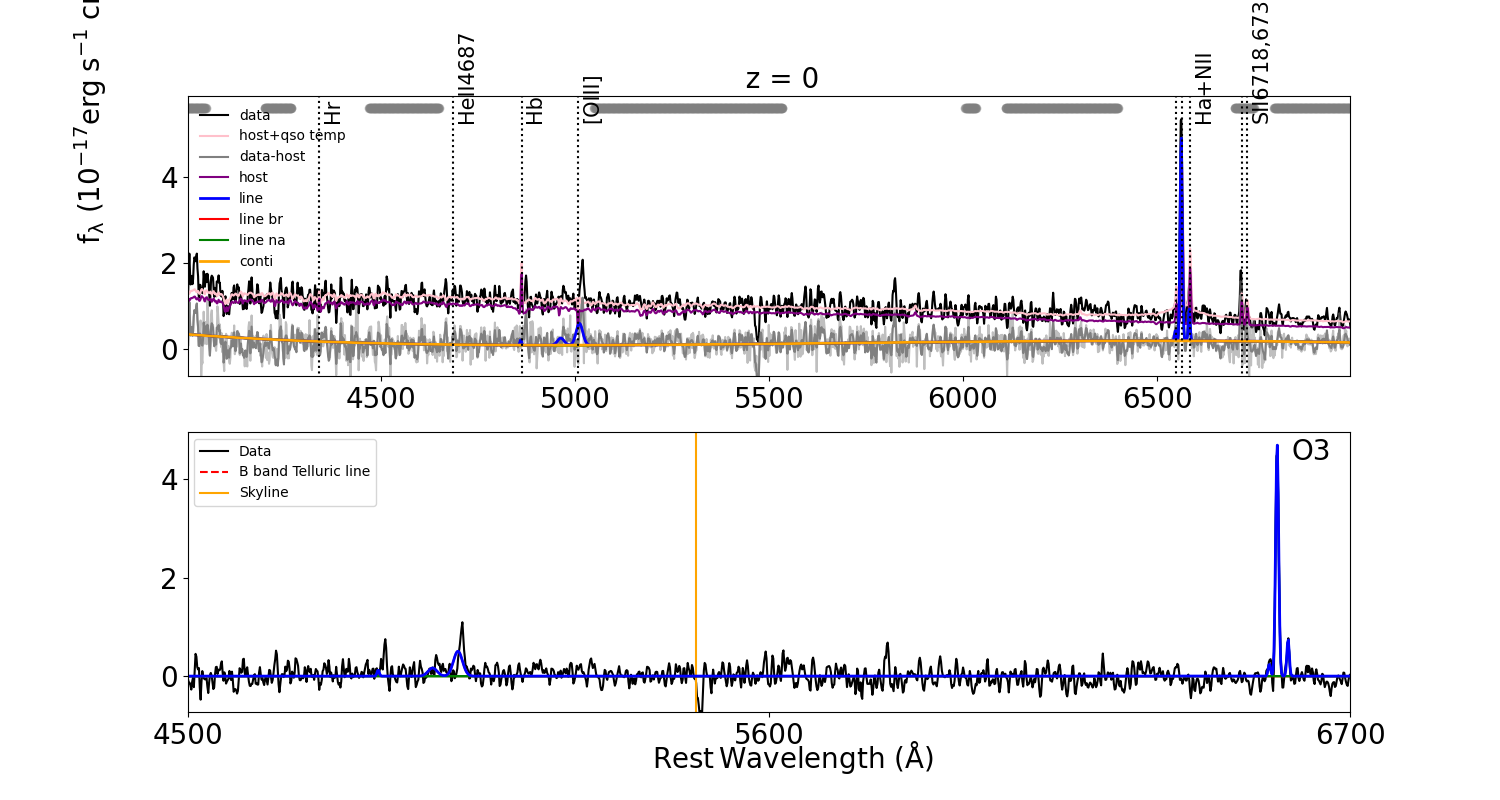 z = 0
f_λ (10^{-17}erg s^{-1} c
Hr
HeII4687
Hb
[OIII]
Ha+NII
SII6718,673
data
host+qso temp
data-host
host
line
line br
line na
conti
4
2
0
4500
5000
5500
6000
6500
Data
B band Telluric line
Skyline
O3
4
2
0
4500
5600
6700
Rest Wavelength (Å)